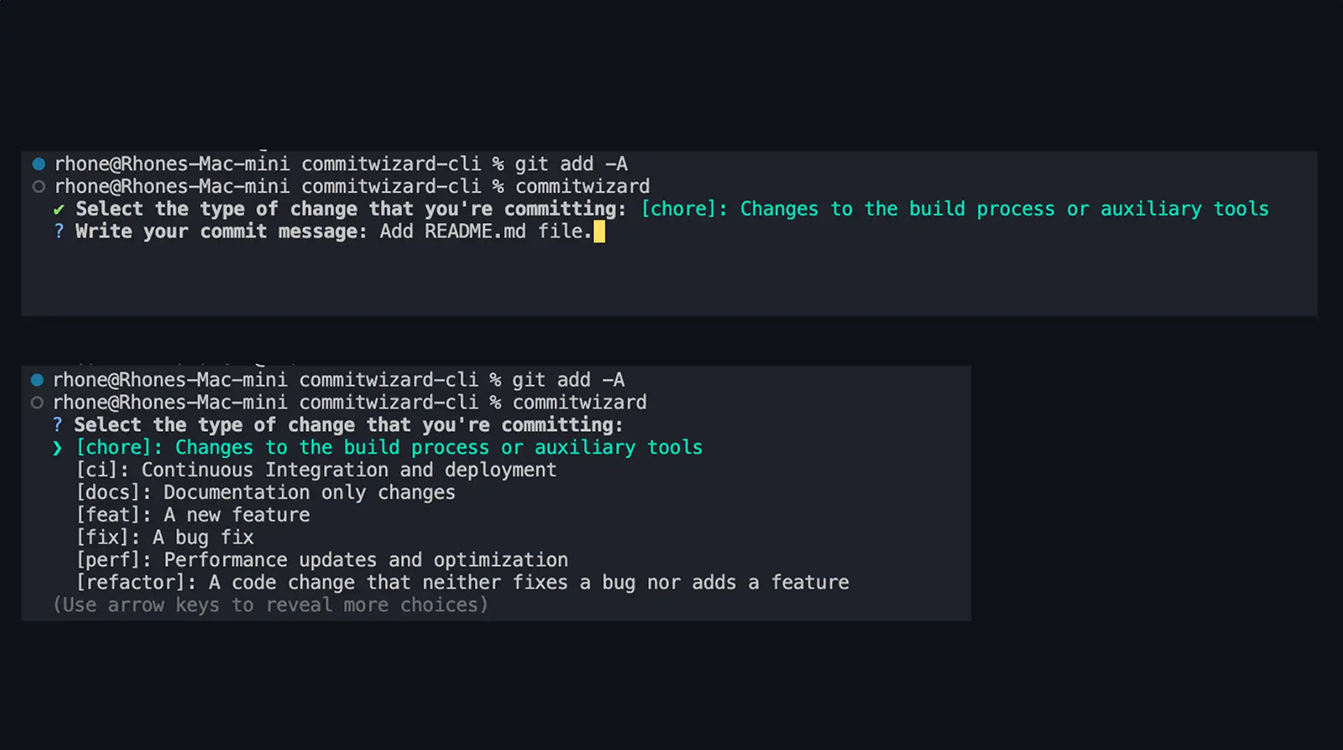 rhone@Rhones-Mac-mini commitwizard-cli % git add -A
rhone@Rhones-Mac-mini commitwizard-cli % commitwizard
✔ Select the type of change that you're committing: [chore]: Changes to the build process or auxiliary tools
? Write your commit message: Add README.md file.
rhone@Rhones-Mac-mini commitwizard-cli % git add -A
rhone@Rhones-Mac-mini commitwizard-cli % commitwizard
? Select the type of change that you're committing:
❯ [chore]: Changes to the build process or auxiliary tools
[ci]: Continuous Integration and deployment
[docs]: Documentation only changes
[feat]: A new feature
[fix]: A bug fix
[perf]: Performance updates and optimization
[refactor]: A code change that neither fixes a bug nor adds a feature
(Use arrow keys to reveal more choices)